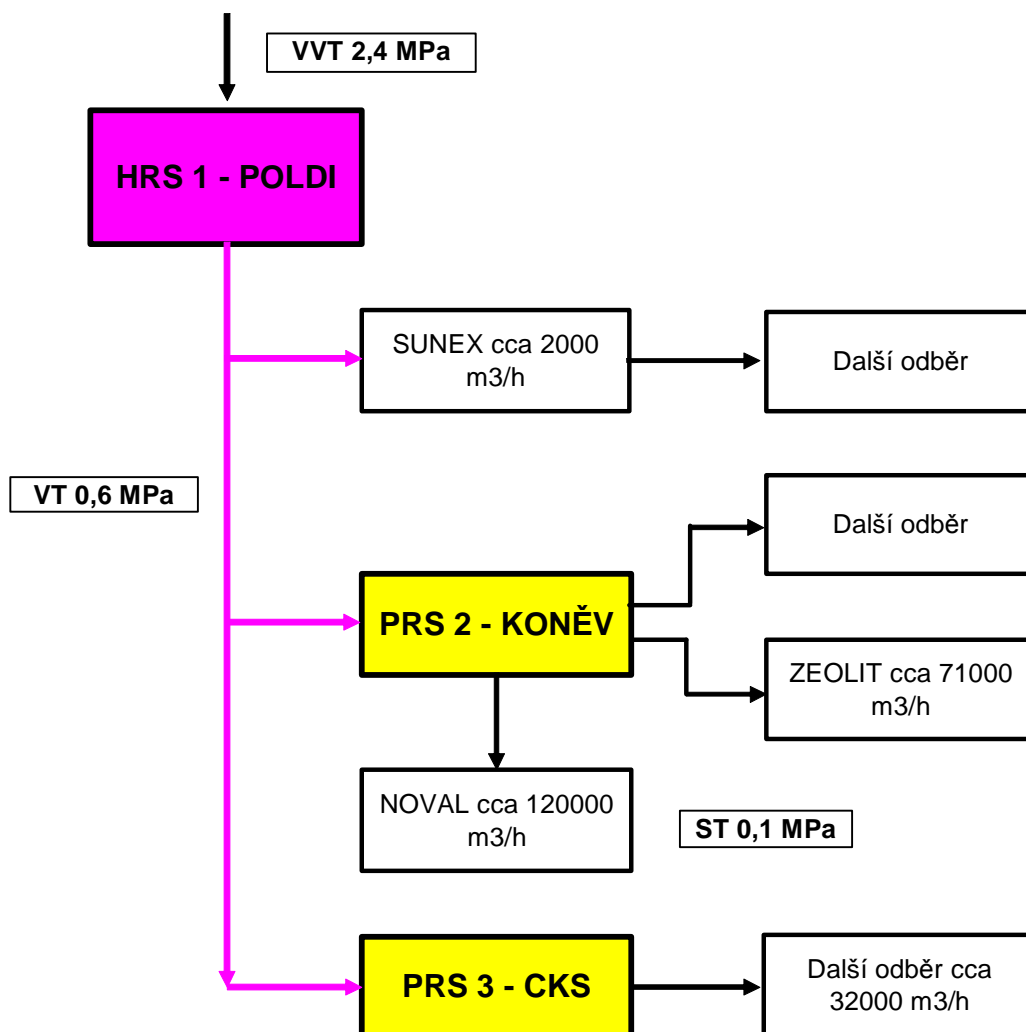 VVT 2,4 MPa
HRS 1 - POLDI
SUNEX cca 2000
m3/h
Další odběr
VT 0,6 MPa
Další odběr
PRS 2 - KONĚV
ZEOLIT cca 71000
m3/h
NOVAL cca 120000
m3/h
ST 0,1 MPa
PRS 3 - CKS
Další odběr cca
32000 m3/h